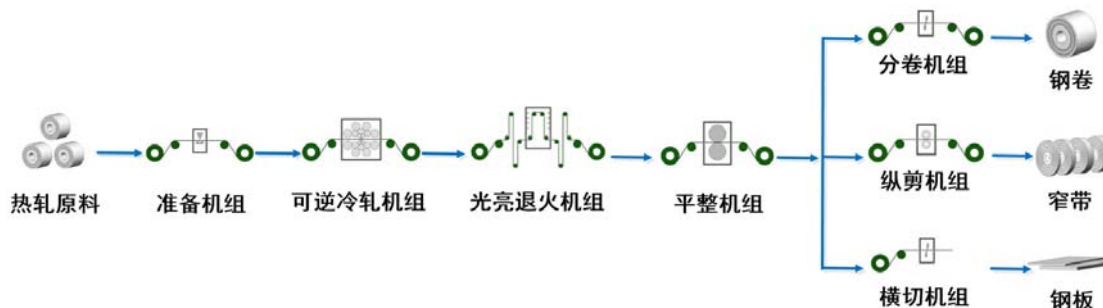 分卷机组
钢卷
热轧原料
准备机组
可逆冷轧机组
光亮退火机组
平整机组
纵剪机组
窄带
横切机组
钢板